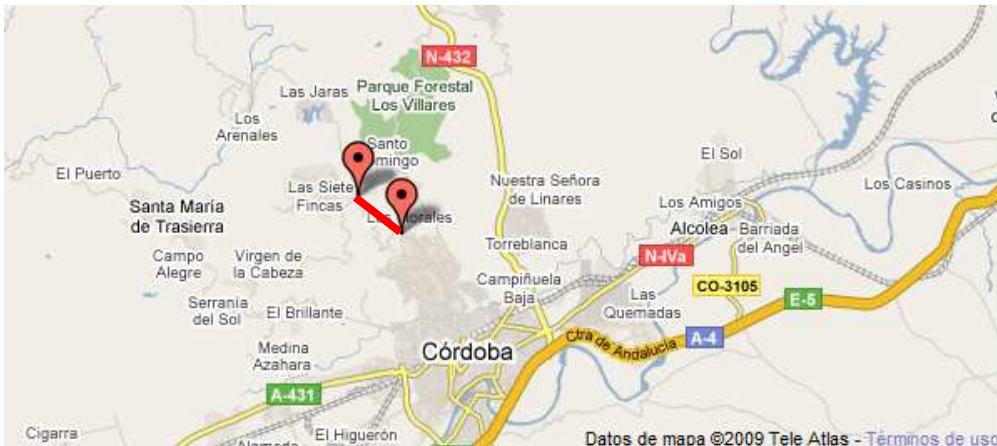 N-432
Parque Forestal
Los Villares
Las Jaras
Los
Arenales
Santo
El Puerto
El Sol
Las Siete
Fincas
Nuestra Señora
de Linares
Los Casinos
Santa María
de Trasierra
Los Amigos
Alcolea
Barriada
del Angel
Torreblanca
Campo
Alegre
Virgen de
la Cabeza
N-IVa
Campiñuela
Baja
CO-3105
Las
Quemadas
E-5
Serranía
del Sol
El Brillante
A-4
Ctra de Andalucía
Medina
Azahara
Córdoba
A-431
Cigarra
El Higuerón
Datos de mapa ©2009 Tele Atlas - Términos de uso